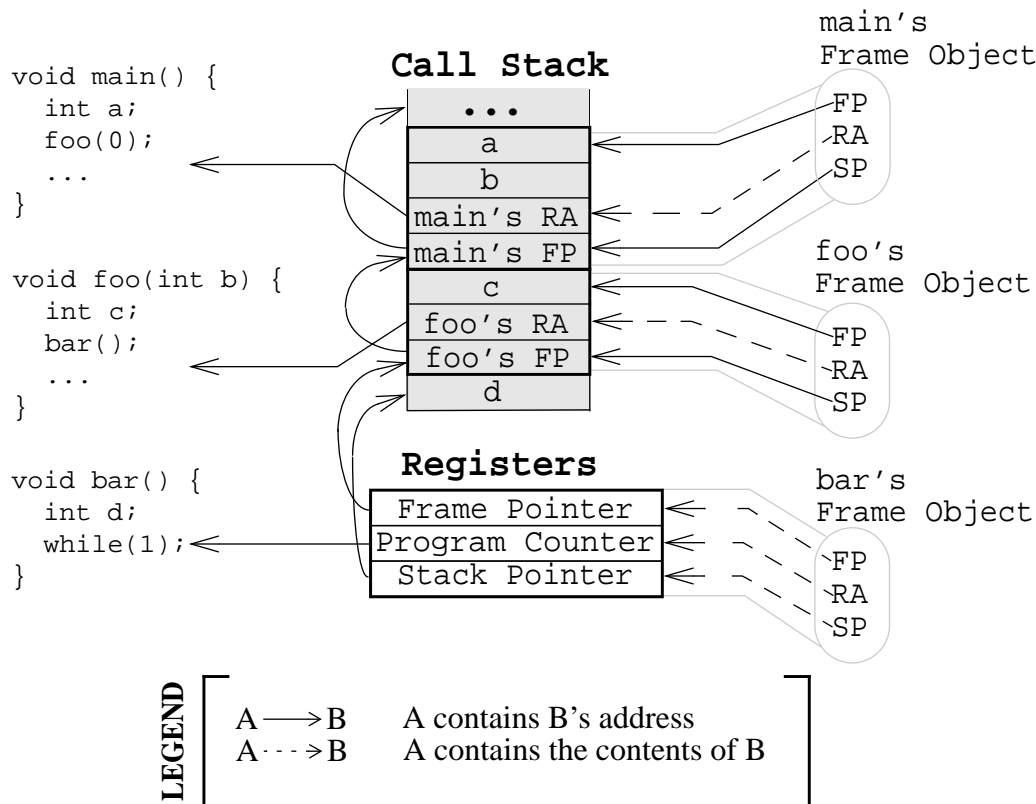 void main() {
int a;
foo(0);
...
}
void foo(int b) {
int c;
bar();
...
}
void bar() {
int d;
while(1);
}
Call Stack
...
a
b
main's RA
main's FP
c
foo's RA
foo's FP
d
Registers
Frame Pointer
Program Counter
Stack Pointer
main's
Frame Object
FP
RA
SP
foo's
Frame Object
FP
RA
SP
bar's
Frame Object
FP
RA
SP
LEGEND
A B A contains B’s address
A B A contains the contents of B